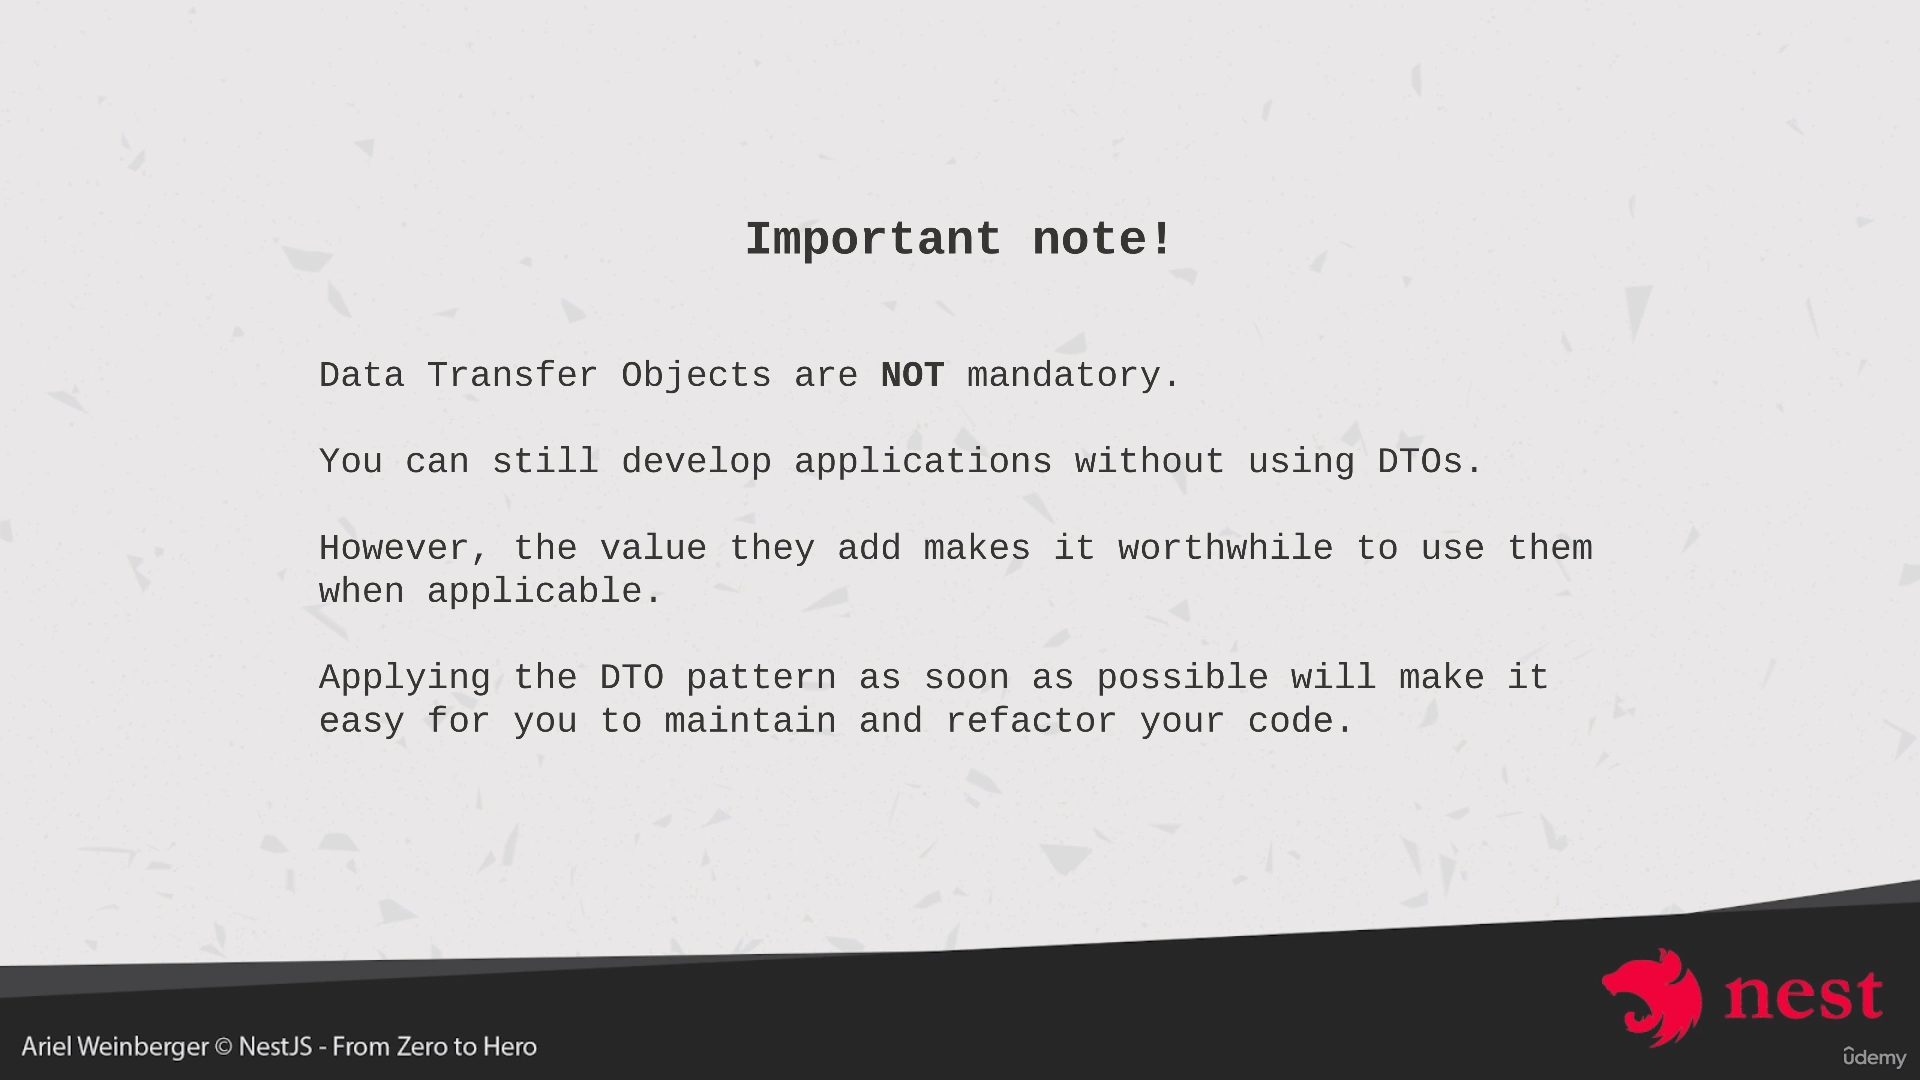 Important note!
Data Transfer Objects are NOT mandatory.
You can still develop applications without using DTOs.
However, the value they add makes it worthwhile to use them
when applicable.
Applying the DTO pattern as soon as possible will make it
easy for you to maintain and refactor your code.
nest
Ariel Weinberger © NestJS - From Zero to Hero
ûdemy